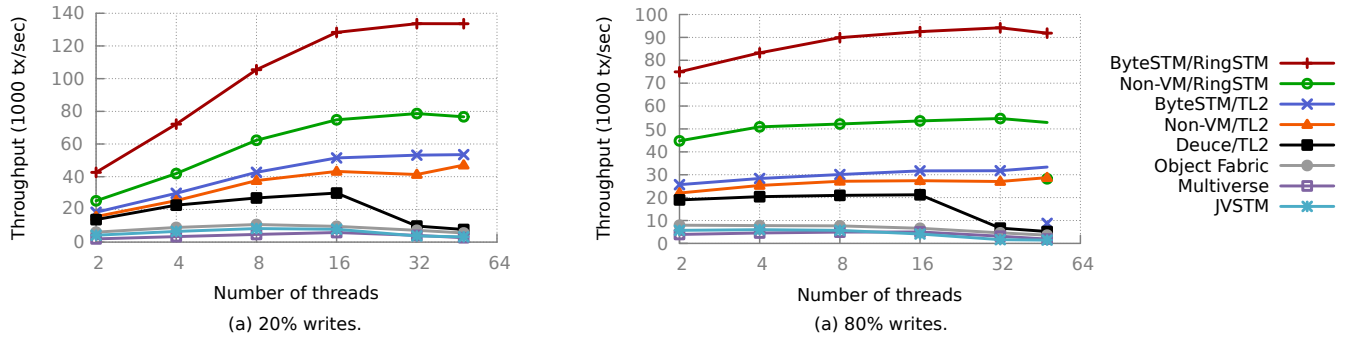 140
120
100
80
60
40
20
0
Throughput (1000 tx/sec)
2 4 8 16 32 64
Number of threads
(a) 20% writes.
100
90
80
70
60
50
40
30
20
10
0
Throughput (1000 tx/sec)
2 4 8 16 32 64
Number of threads
(a) 80% writes.
ByteSTM/RingSTM
Non-VM/RingSTM
ByteSTM/TL2
Non-VM/TL2
Deuce/TL2
Object Fabric
Multiverse
JVSTM